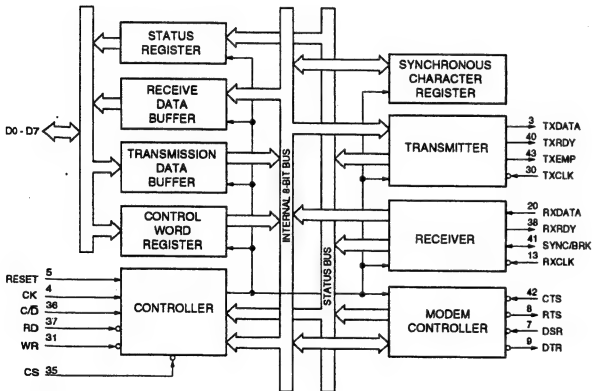 STATUS
REGISTER
RECEIVE
DATA
BUFFER
D0 - D7
TRANSMISSION
DATA
BUFFER
CONTROL
WORD
REGISTER
RESET 5
CK 4
C/D̅ 36
RD 37
WR 31
CS 35
CONTROLLER
INTERNAL 8-BIT BUS
STATUS BUS
SYNCHRONOUS
CHARACTER
REGISTER
TRANSMITTER
3 TXDATA
40 TXRDY
43 TXEMP
30 TXCLK
RECEIVER
20 RXDATA
38 RXRDY
41 SYNC/BRK
13 RXCLK
MODEM
CONTROLLER
42 CTS
8 RTS
7 DSR
9 DTR